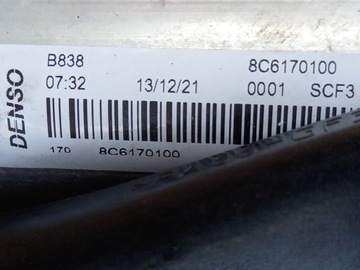 DENSO
B838 8C6170100
07:32 13/12/21 0001 SCF3
170 8C6170100